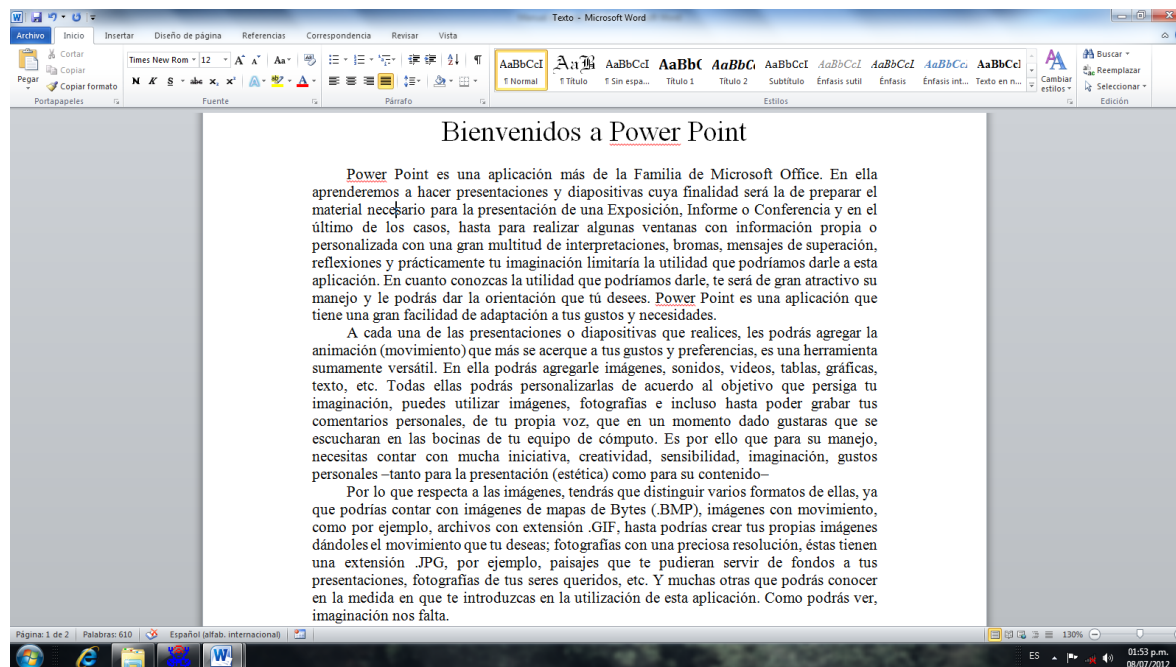 Texto - Microsoft Word
Archivo Inicio Insertar Diseño de página Referencias Correspondencia Revisar Vista
Pegar
Cortar
Copiar
Copiar formato
Portapapeles
Times New Rom 12
N K S abc x, x² A A A Aa
Fuente
Párrafo
AaBbCcI AaB AaBbCcI AaBbC AaBbC AaBbCcI AaBbCcI AaBbCcI AaBbCcI AaBbCcl
¶ Normal ¶ Título ¶ Sin espa... Título 1 Título 2 Subtítulo Énfasis sutil Énfasis Énfasis int... Texto en n...
Cambiar estilos
Estilos
Buscar
Reemplazar
Seleccionar
Edición
Bienvenidos a Power Point
Power Point es una aplicación más de la Familia de Microsoft Office. En ella
aprenderemos a hacer presentaciones y diapositivas cuya finalidad será la de preparar el
material necesario para la presentación de una Exposición, Informe o Conferencia y en el
último de los casos, hasta para realizar algunas ventanas con información propia o
personalizada con una gran multitud de interpretaciones, bromas, mensajes de superación,
reflexiones y prácticamente tu imaginación limitaría la utilidad que podríamos darle a esta
aplicación. En cuanto conozcas la utilidad que podríamos darle, te será de gran atractivo su
manejo y le podrás dar la orientación que tú desees. Power Point es una aplicación que
tiene una gran facilidad de adaptación a tus gustos y necesidades.
A cada una de las presentaciones o diapositivas que realices, les podrás agregar la
animación (movimiento) que más se acerque a tus gustos y preferencias, es una herramienta
sumamente versátil. En ella podrás agregarle imágenes, sonidos, videos, tablas, gráficas,
texto, etc. Todas ellas podrás personalizarlas de acuerdo al objetivo que persiga tu
imaginación, puedes utilizar imágenes, fotografías e incluso hasta poder grabar tus
comentarios personales, de tu propia voz, que en un momento dado gustaras que se
escucharan en las bocinas de tu equipo de cómputo. Es por ello que para su manejo,
necesitas contar con mucha iniciativa, creatividad, sensibilidad, imaginación, gustos
personales –tanto para la presentación (estética) como para su contenido–
Por lo que respecta a las imágenes, tendrás que distinguir varios formatos de ellas, ya
que podrías contar con imágenes de mapas de Bytes (.BMP), imágenes con movimiento,
como por ejemplo, archivos con extensión .GIF, hasta podrías crear tus propias imágenes
dándoles el movimiento que tu deseas; fotografías con una preciosa resolución, éstas tienen
una extensión .JPG, por ejemplo, paisajes que te pudieran servir de fondos a tus
presentaciones, fotografías de tus seres queridos, etc. Y muchas otras que podrás conocer
en la medida en que te introduzcas en la utilización de esta aplicación. Como podrás ver,
imaginación nos falta.
Página: 1 de 2 Palabras: 610 Español (alfab. internacional) 130%
ES 01:53 p.m.
08/07/2012